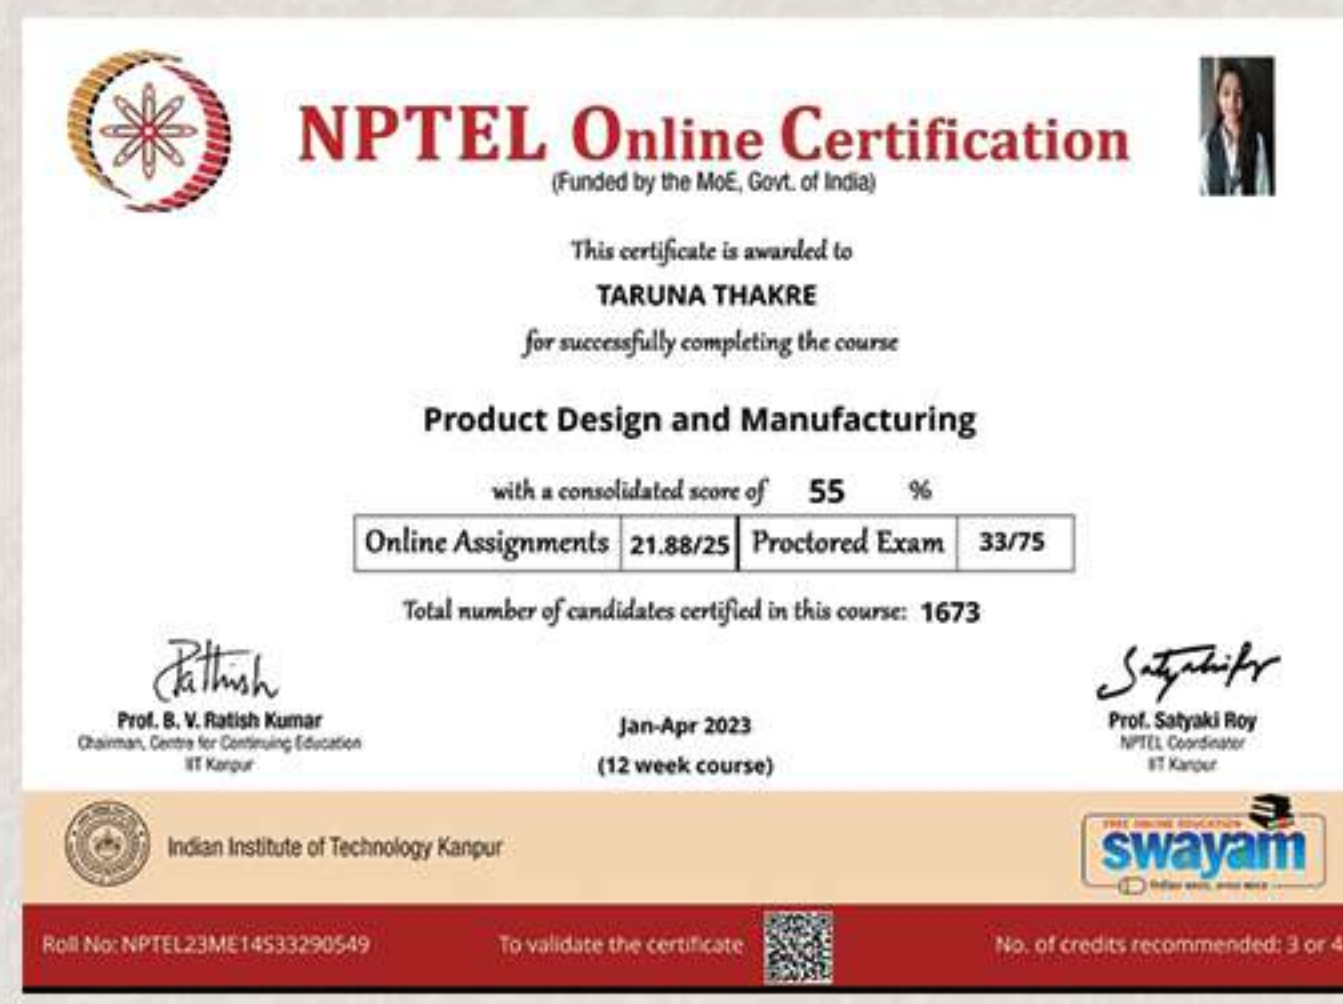 NPTEL Online Certification
(Funded by the MoE, Govt. of India)
This certificate is awarded to
TARUNA THAKRE
for successfully completing the course
Product Design and Manufacturing
with a consolidated score of 55 %
Online Assignments 21.88/25 Proctored Exam 33/75
Total number of candidates certified in this course: 1673
Prof. B. V. Ratish Kumar
Chairman, Centre for Continuing Education
IIT Kanpur
Jan-Apr 2023
(12 week course)
Prof. Satyaki Roy
NPTEL Coordinator
IIT Kanpur
Indian Institute of Technology Kanpur
FREE ONLINE EDUCATION
swayam
Roll No: NPTEL23ME14S33290549
To validate the certificate
No. of credits recommended: 3 or 4